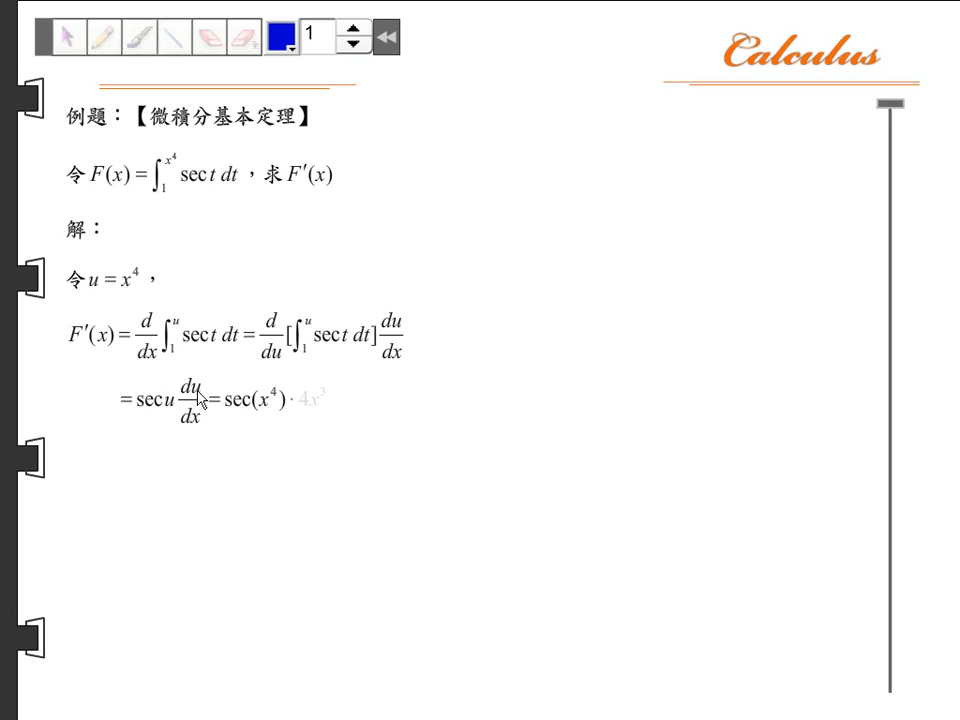 1
Calculus
例題：【微積分基本定理】
令 F(x) = ∫₁^{x⁴} sec t dt ，求 F′(x)
解：
令 u = x⁴ ，
F′(x) = d/dx ∫₁^u sec t dt = d/du [∫₁^u sec t dt] du/dx
= sec u du/dx = sec(x⁴) · 4x³